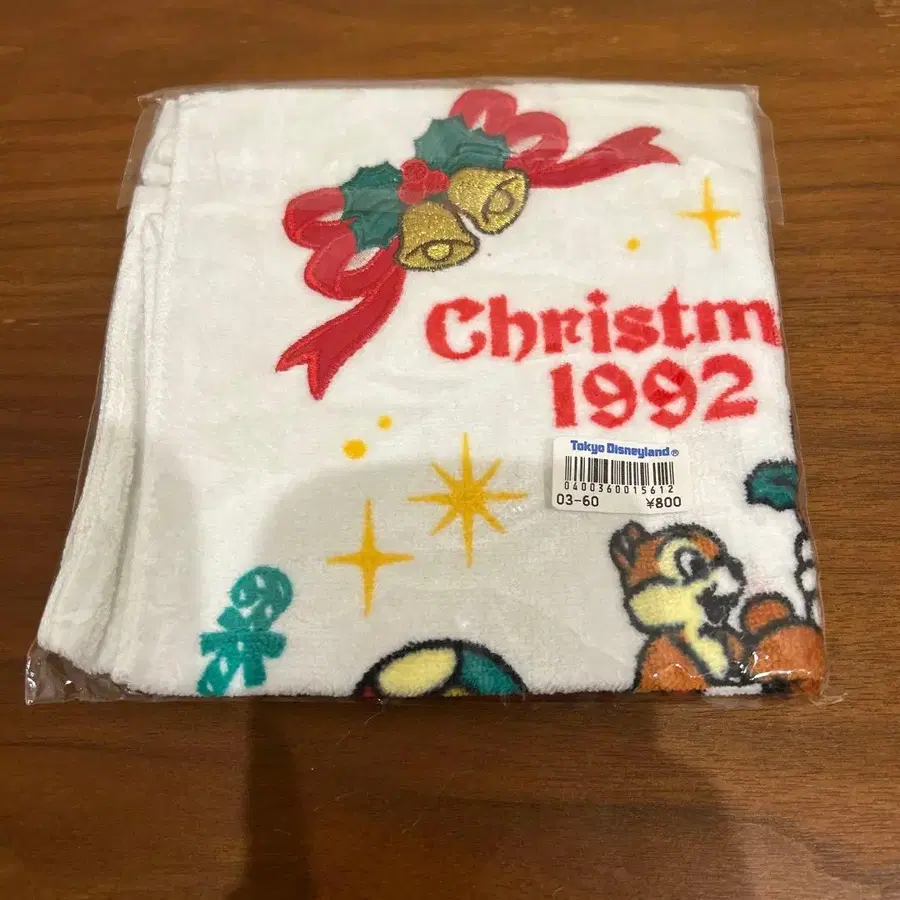 Christm
1992
Tokyo Disneyland®
0400360015612
03-60 ¥800